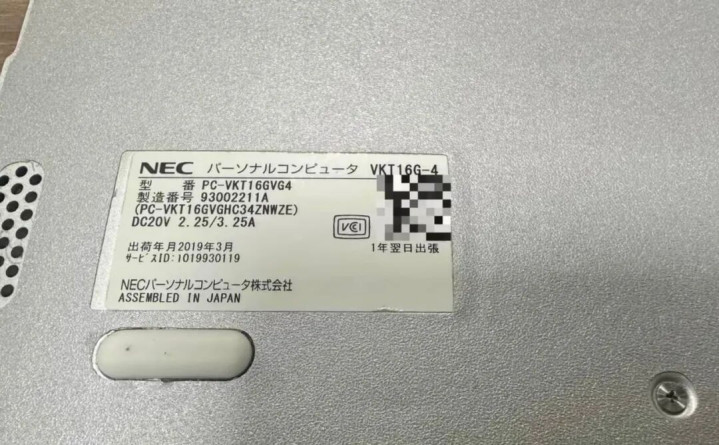 NEC パーソナルコンピュータ VKT16G-4
型 番 PC-VKT16GVG4
製造番号 93002211A
(PC-VKT16GVGHC34ZNWZE)
DC20V 2.25/3.25A
VCCI
1年翌日出張
出荷年月2019年3月
ｻｰﾋﾞｽID:1019930119
NECパーソナルコンピュータ株式会社
ASSEMBLED IN JAPAN